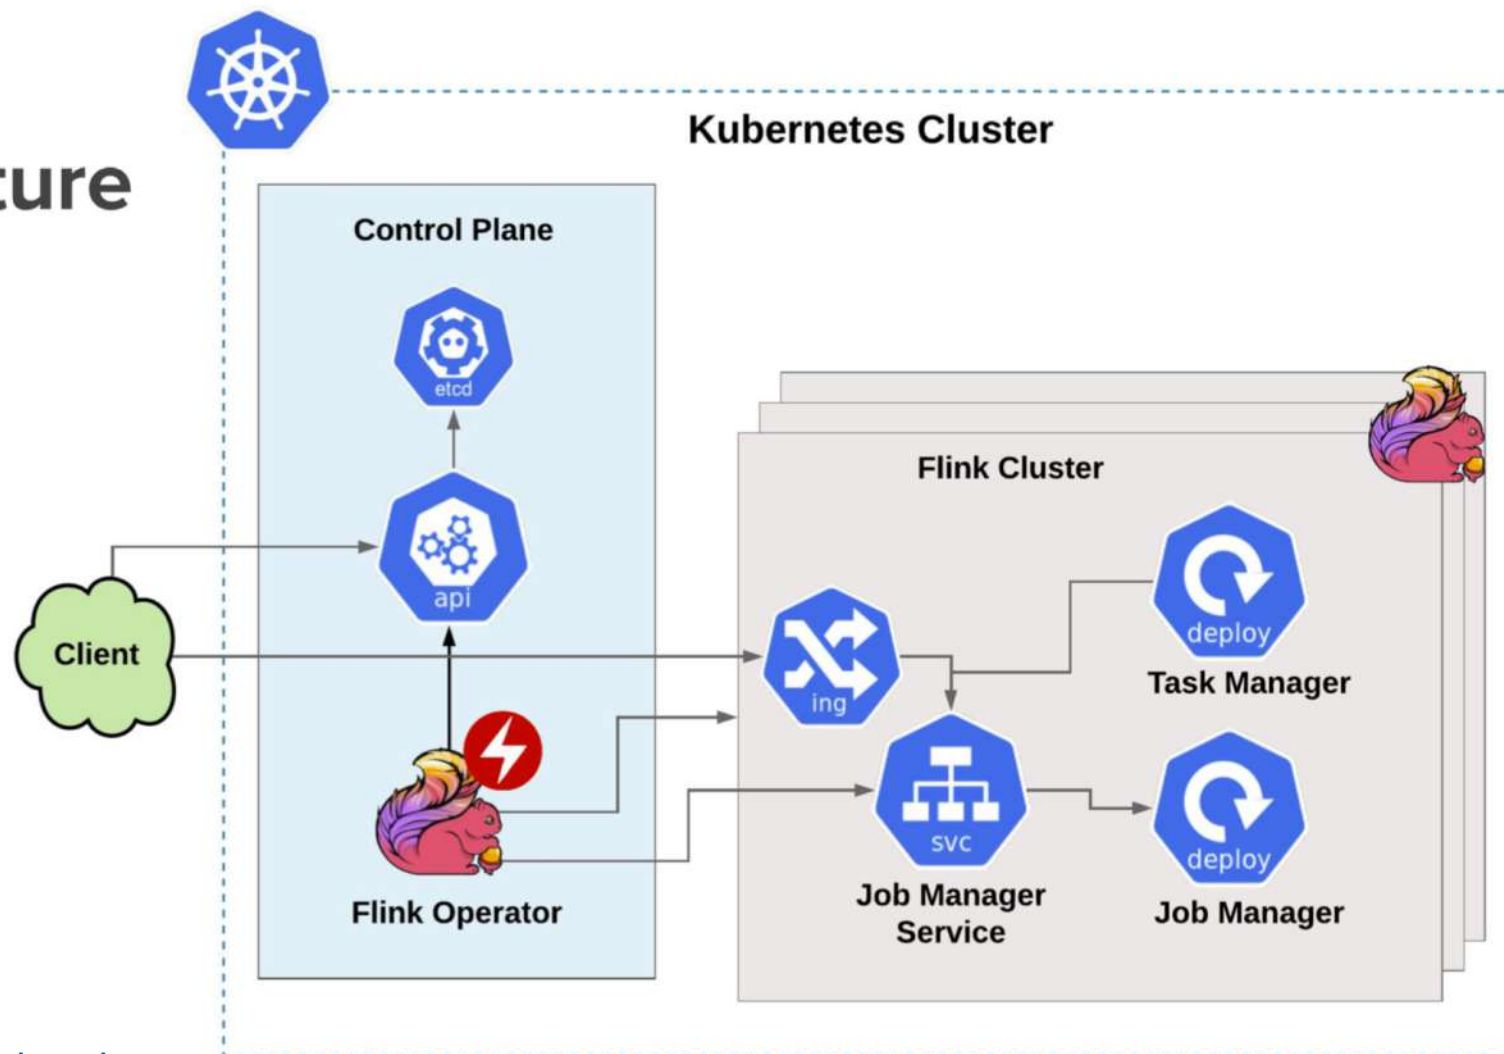 ture
Kubernetes Cluster
Control Plane
etcd
api
Client
Flink Operator
Flink Cluster
ing
svc
Job Manager
Service
deploy
Task Manager
deploy
Job Manager